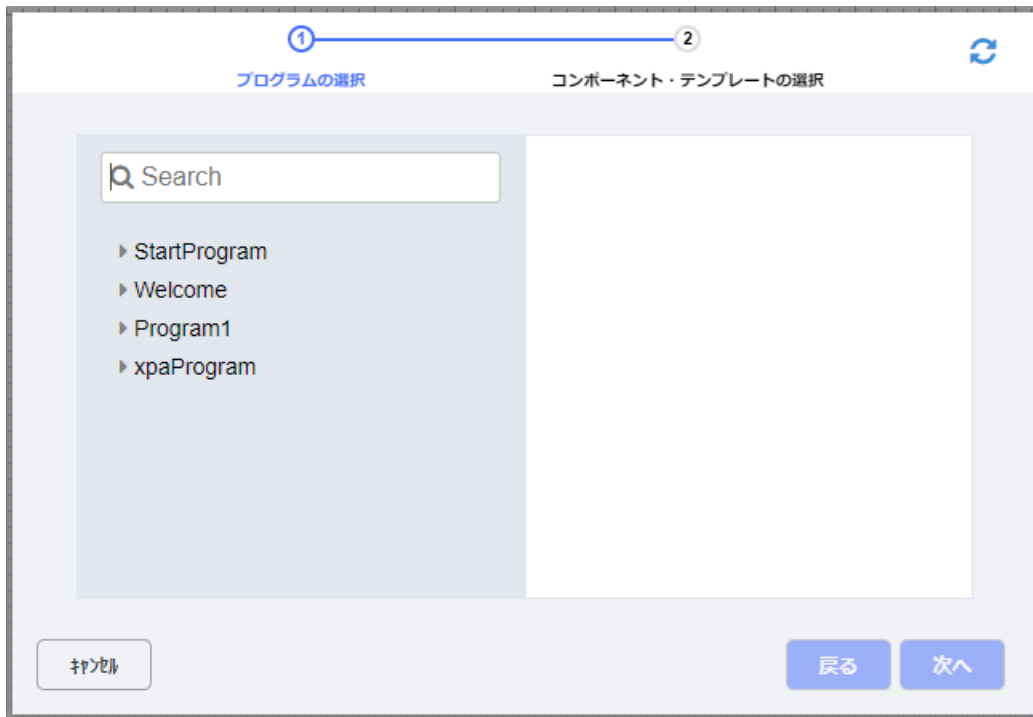 1 2
プログラムの選択 コンポーネント・テンプレートの選択
Search
StartProgram
Welcome
Program1
xpaProgram
ｷｬﾝｾﾙ 戻る 次へ